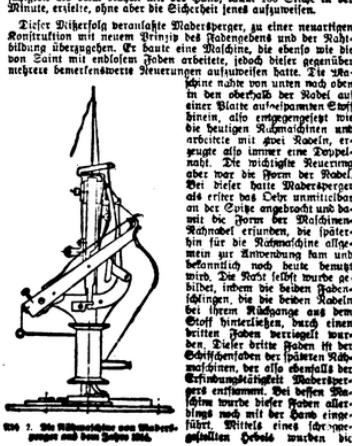 Minute, erzielte, ohne aber die Sicherheit jenes aufzuweisen.
Dieser Mißerfolg veranlaßte Madersperger, zu einer neuartigen
Konstruktion mit neuem Prinzip des Fadengebens und der Naht-
bildung überzugehen. Er baute eine Maschine, die ebenso wie die
von Saint mit endlosem Faden arbeitete, jedoch dieser gegenüber
mehrere bemerkenswerte Neuerungen aufzuweisen hatte. Die Ma-
schine nähte von unten nach oben
in den oberhalb der Nadel auf
einer Platte aufgespannten Stoff
hinein, also entgegengesetzt wie
die heutigen Nähmaschinen und
arbeitete mit zwei Nadeln, er-
zeugte also immer eine Doppel-
naht. Die wichtigste Neuerung
aber war die Form der Nadel.
Bei dieser hatte Madersperger
als erster das Oehr unmittelbar
an der Spitze angebracht und da-
mit die Form der Maschinen-
Nähnadel erfunden, die später-
hin für die Nähmaschine allge-
mein zur Anwendung kam und
bekanntlich noch heute benutzt
wird. Die Naht selbst wurde ge-
bildet, indem die beiden Faden-
schlingen, die die beiden Nadeln
bei ihrem Rückgange aus dem
Stoff hinterließen, durch einen
dritten Faden verriegelt wur-
den. Dieser dritte Faden ist der
Schiffchenfaden der späteren Näh-
maschinen, der also ebenfalls der
Erfindungstätigkeit Madersper-
gers entstammt. Bei dessen Ma-
schine wurde dieser Faden aller-
dings noch mit der Hand einge-
führt. Mittels eines
gestellten Hebels wurden die
2. Die Nähmaschine von Maders-
perger aus dem Jahre